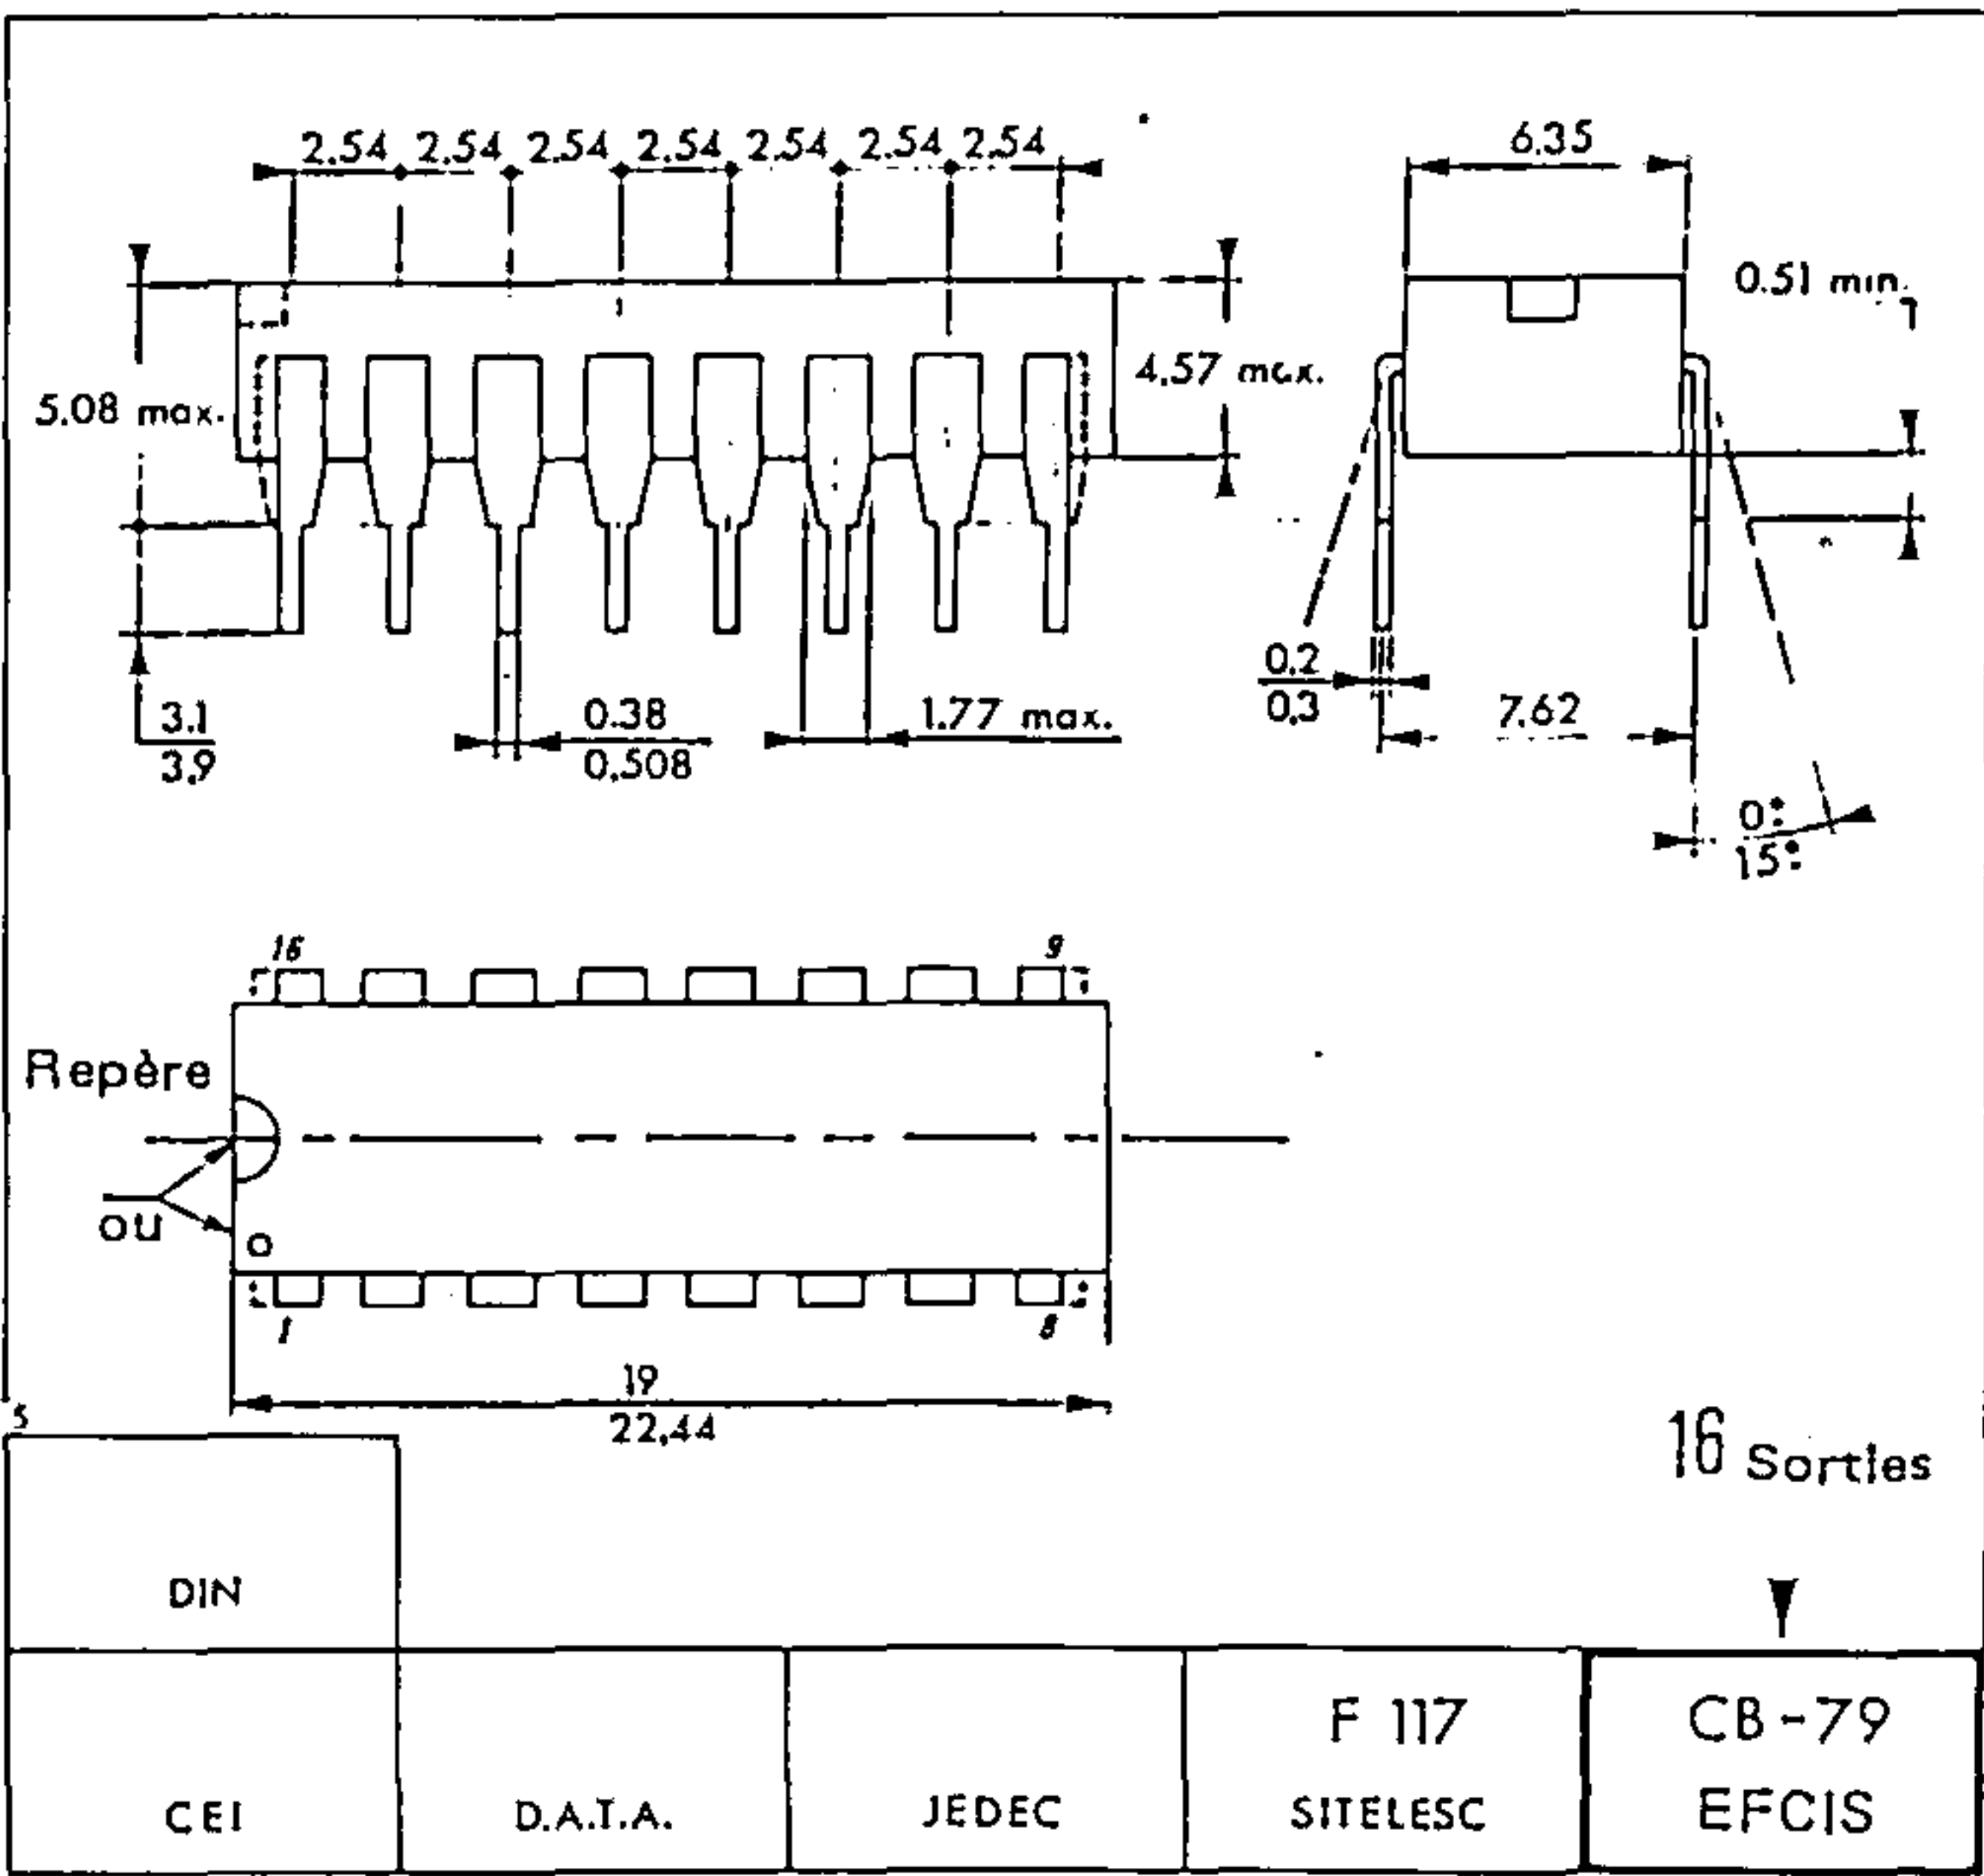 2.54 2.54 2.54 2.54 2.54 2.54 2.54
6.35
0.51 min.
4.57 max.
5.08 max.
0.2
0.3
3.1
3.9
0.38
0.508
1.77 max.
7.62
0°
15°
16
9
Repère
ou
1
8
19
22,44
5
16 Sorties
DIN
F 117
CB-79
CEI
D.A.T.A.
JEDEC
SITELESC
EFCIS